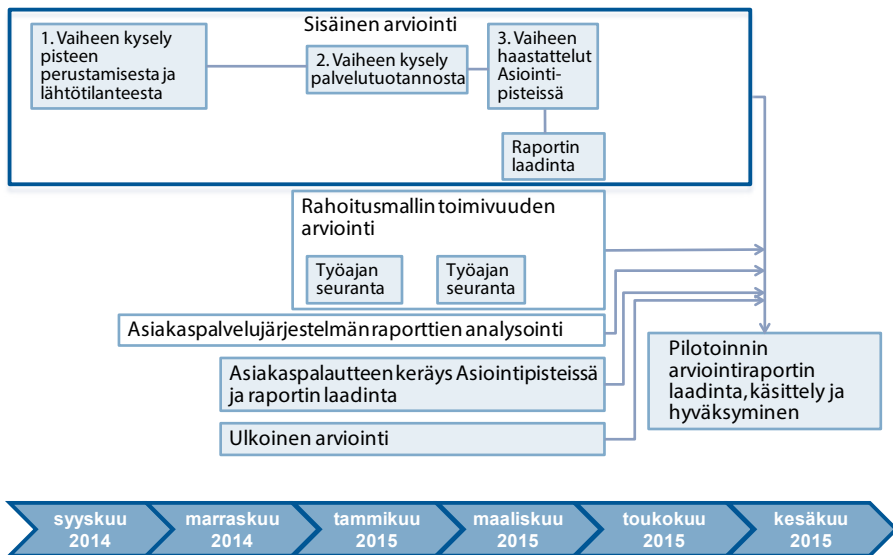 Sisäinen arviointi
1. Vaiheen kysely
pisteen
perustamisesta ja
lähtötilanteesta
2. Vaiheen kysely
palvelutuotannosta
3. Vaiheen
haastattelut
Asiointi-
pisteissä
Raportin
laadinta
Rahoitusmallin toimivuuden
arviointi
Työajan
seuranta
Työajan
seuranta
Asiakaspalvelujärjestelmän raporttien analysointi
Asiakaspalautteen keräys Asiointipisteissä
ja raportin laadinta
Ulkoinen arviointi
Pilotoinnin
arviointiraportin
laadinta, käsittely ja
hyväksyminen
syyskuu
2014
marraskuu
2014
tammikuu
2015
maaliskuu
2015
toukokuu
2015
kesäkuu
2015